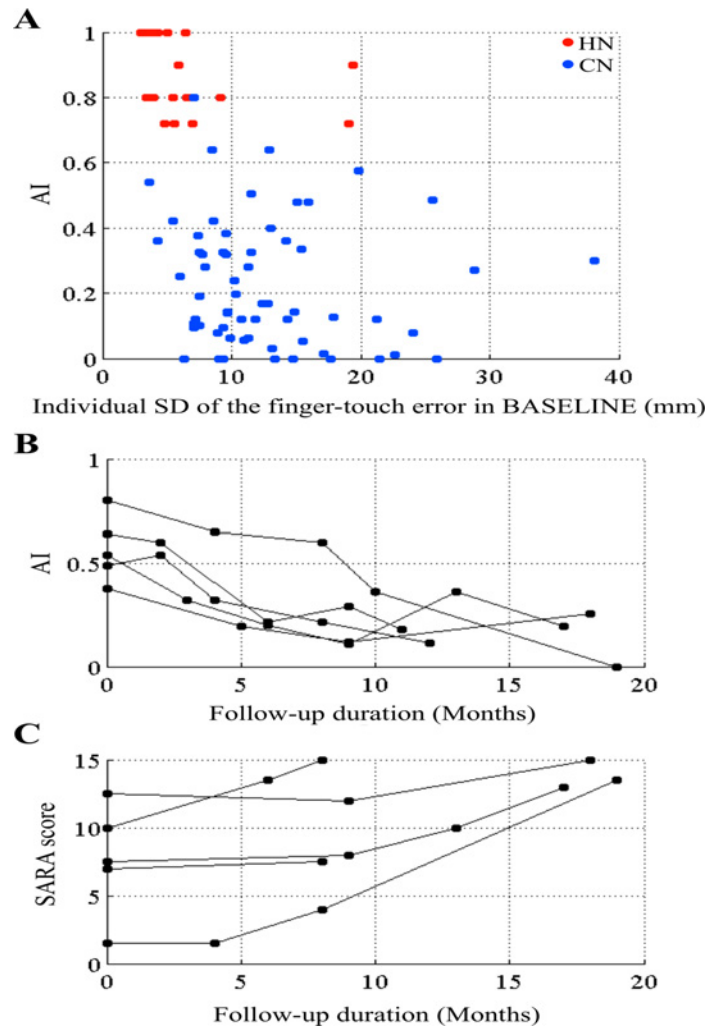 A
1
HN
CN
0.8
0.6
AI
0.4
0.2
0
0 10 20 30 40
Individual SD of the finger-touch error in BASELINE (mm)
B
1
AI
0.5
0
0 5 10 15 20
Follow-up duration (Months)
C
15
10
SARA score
5
0
0 5 10 15 20
Follow-up duration (Months)